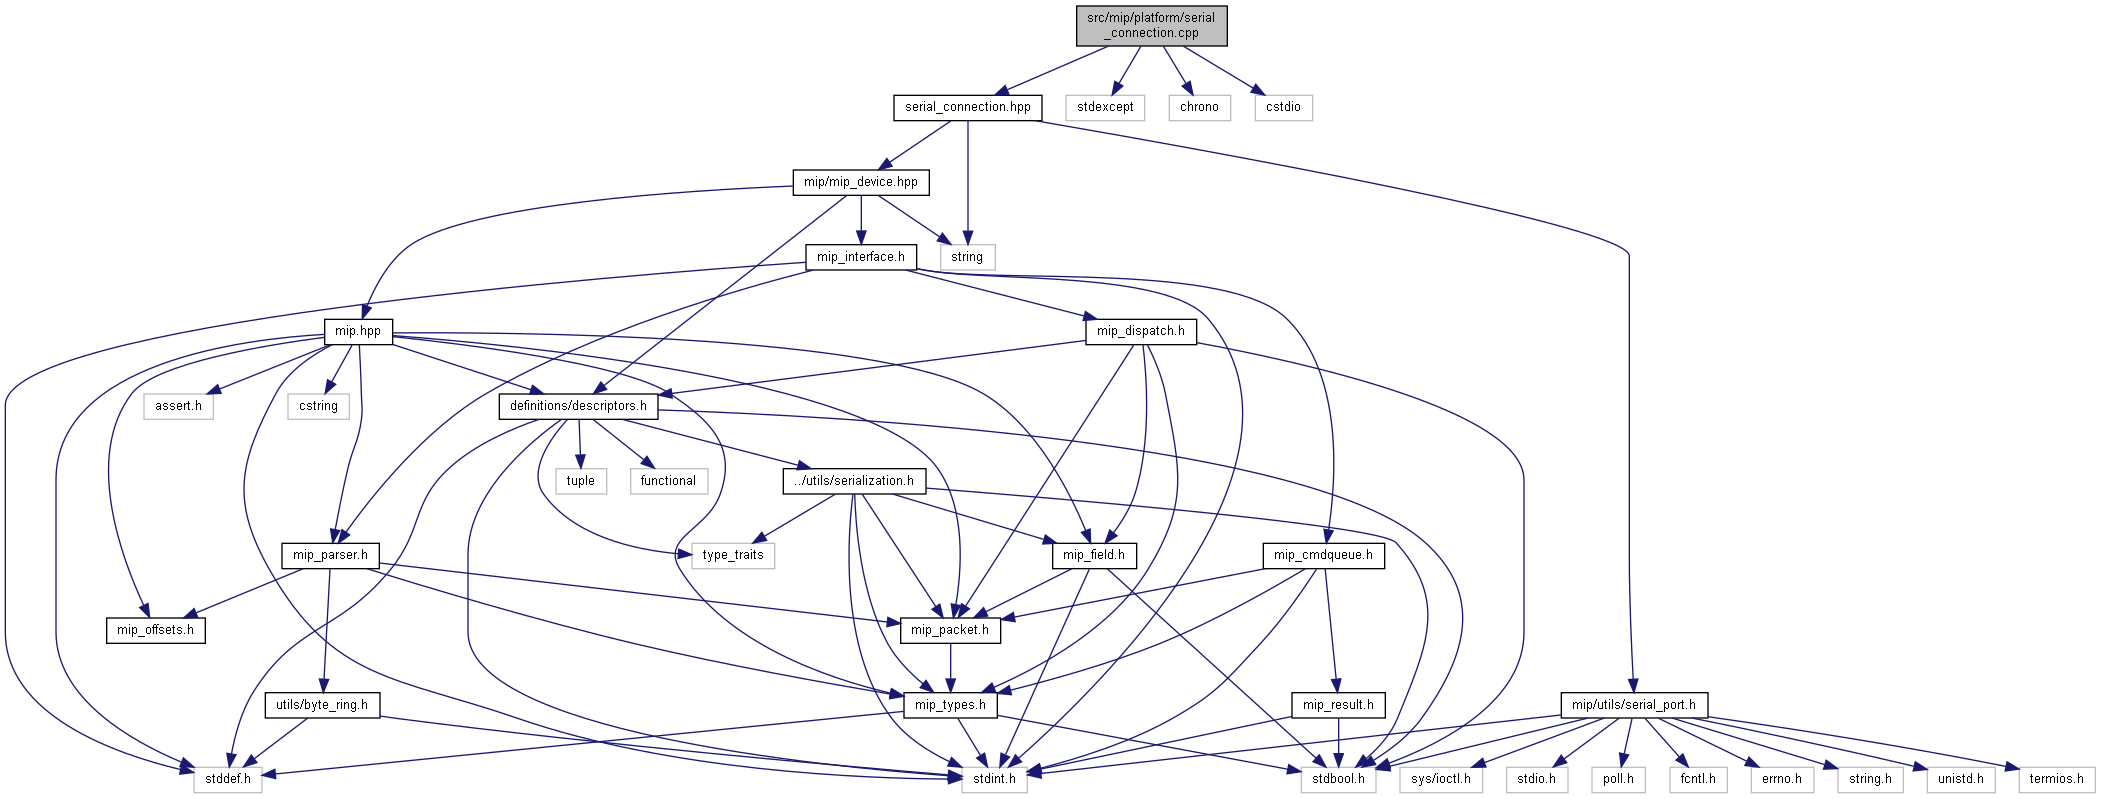 src/mip/platform/serial
_connection.cpp
serial_connection.hpp
stdexcept
chrono
cstdio
mip/mip_device.hpp
mip_interface.h
string
mip.hpp
mip_dispatch.h
assert.h
cstring
definitions/descriptors.h
tuple
functional
../utils/serialization.h
mip_parser.h
type_traits
mip_field.h
mip_cmdqueue.h
mip_offsets.h
mip_packet.h
utils/byte_ring.h
mip_types.h
mip_result.h
mip/utils/serial_port.h
stddef.h
stdint.h
stdbool.h
sys/ioctl.h
stdio.h
poll.h
fcntl.h
errno.h
string.h
unistd.h
termios.h